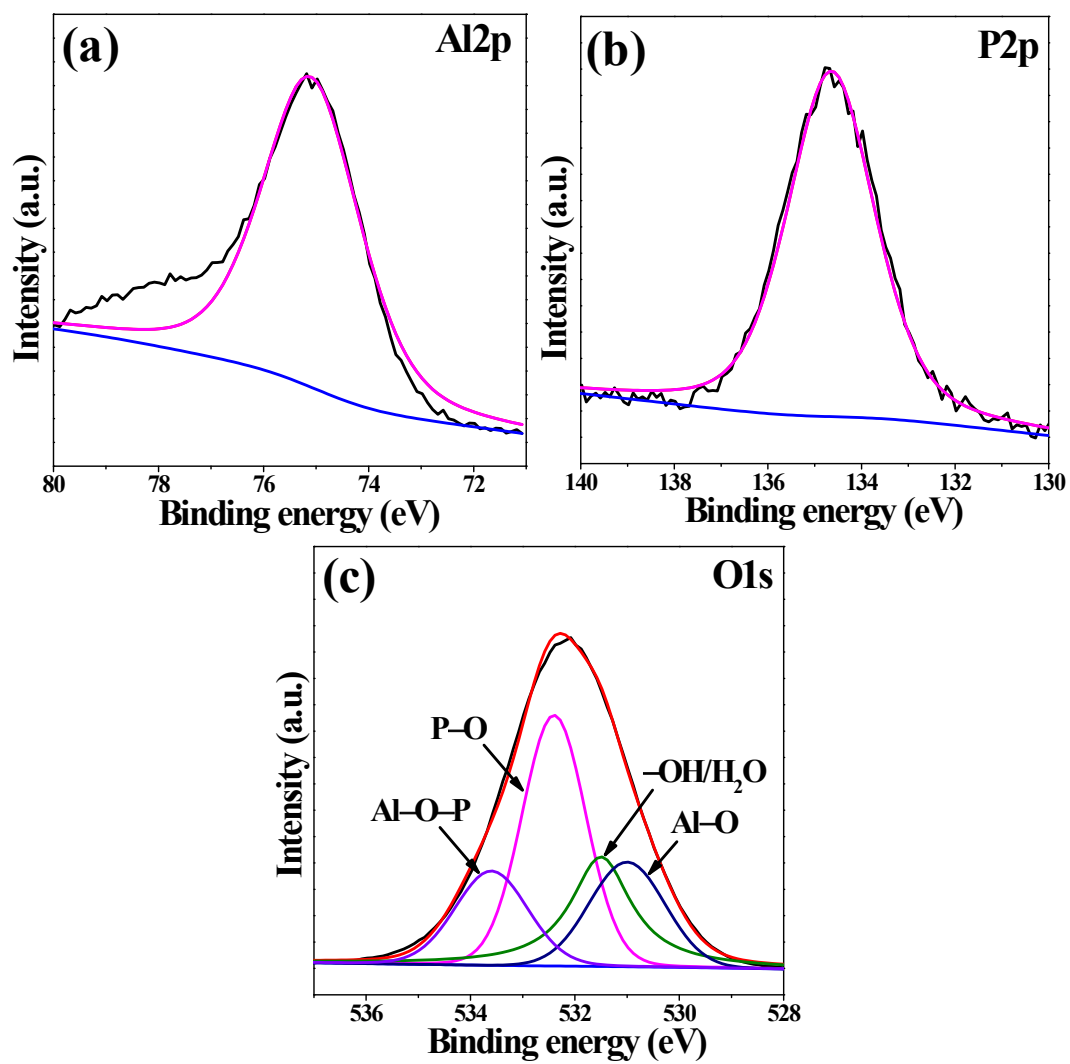 (a)
Al2p
Intensity (a.u.)
80 78 76 74 72
Binding energy (eV)
(b)
P2p
Intensity (a.u.)
140 138 136 134 132 130
Binding energy (eV)
(c)
O1s
P–O
–OH/H₂O
Al–O–P
Al–O
Intensity (a.u.)
536 534 532 530 528
Binding energy (eV)